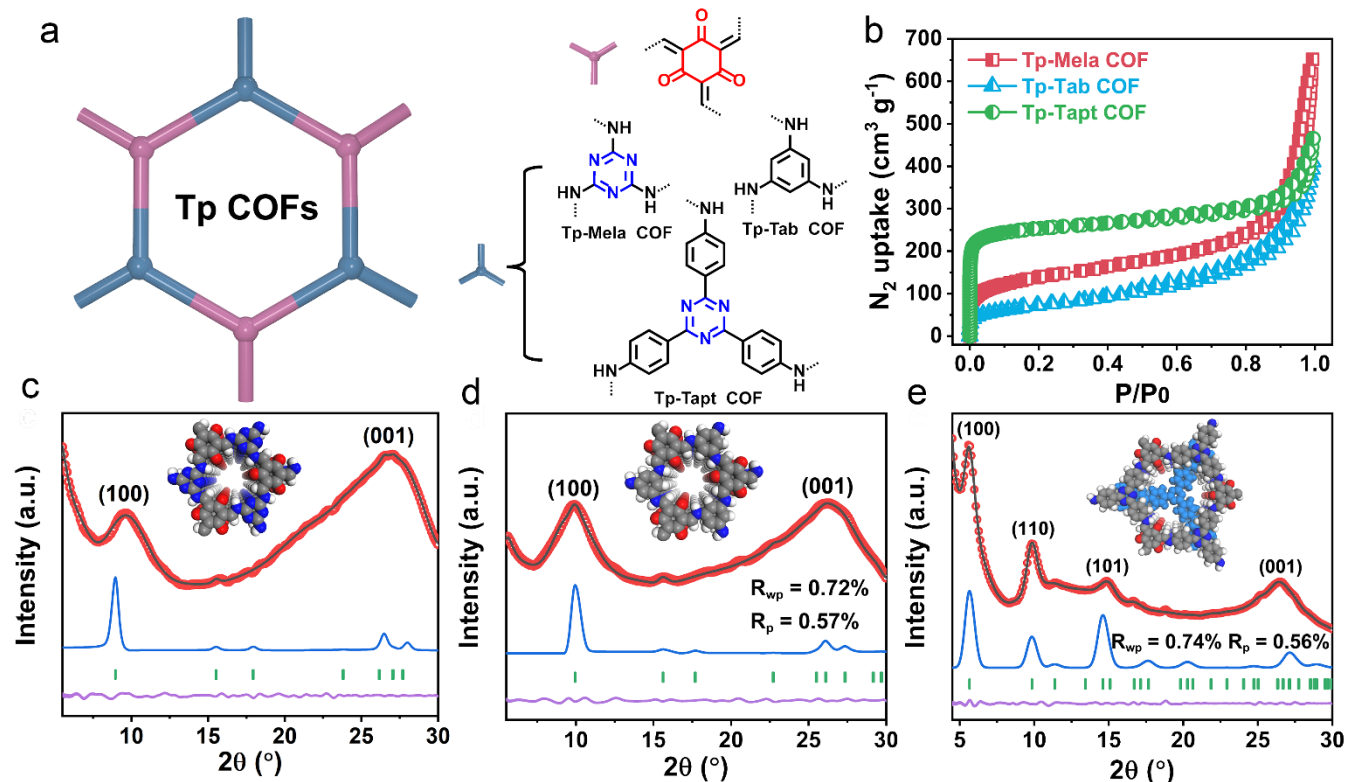 a
Tp COFs
O
O
O
NH
N
N
N
HN
N
H
Tp-Mela COF
NH
HN
N
H
Tp-Tab COF
NH
N
N
N
HN
N
H
Tp-Tapt COF
b
Tp-Mela COF
Tp-Tab COF
Tp-Tapt COF
N₂ uptake (cm³ g⁻¹)
700
600
500
400
300
200
100
0
0.0 0.2 0.4 0.6 0.8 1.0
P/P0
c
(100)
(001)
Intensity (a.u.)
10 15 20 25 30
2θ (°)
d
(100)
(001)
Rwp = 0.72%
Rp = 0.57%
Intensity (a.u.)
10 15 20 25 30
2θ (°)
e
(100)
(110)
(101)
(001)
Rwp = 0.74% Rp = 0.56%
Intensity (a.u.)
5 10 15 20 25 30
2θ (°)